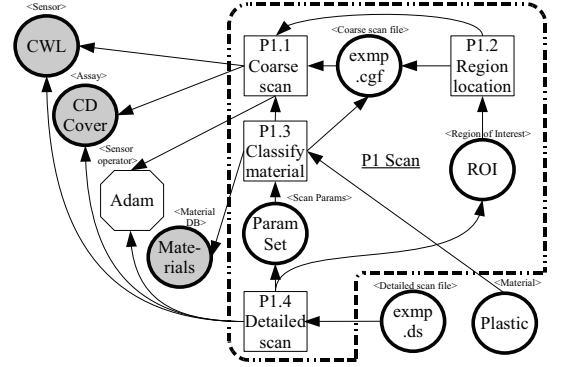 <Sensor>
CWL
<Assay>
CD
Cover
<Sensor
operator>
Adam
<Material
DB>
Mate-
rials
P1.1
Coarse
scan
<Coarse scan file>
exmp
.cgf
P1.2
Region
location
P1.3
Classify
material
P1 Scan
<Region of Interest>
ROI
<Scan Params>
Param
Set
P1.4
Detailed
scan
<Detailed scan file>
exmp
.ds
<Material>
Plastic